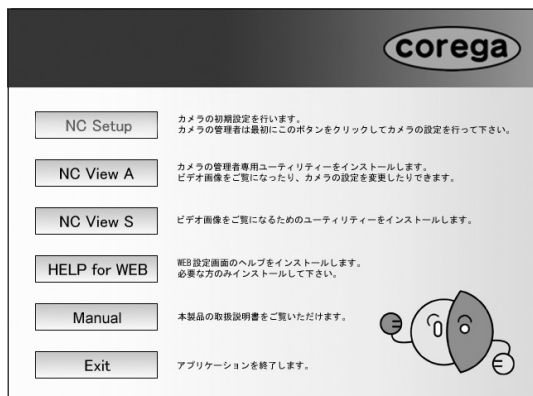 corega
NC Setup
カメラの初期設定を行います。
カメラの管理者は最初にこのボタンをクリックしてカメラの設定を行って下さい。
NC View A
カメラの管理者専用ユーティリティーをインストールします。
ビデオ画像をご覧になったり、カメラの設定を変更したりできます。
NC View S
ビデオ画像をご覧になるためのユーティリティーをインストールします。
HELP for WEB
WEB設定画面のヘルプをインストールします。
必要な方のみインストールして下さい。
Manual
本製品の取扱説明書をご覧いただけます。
Exit
アプリケーションを終了します。